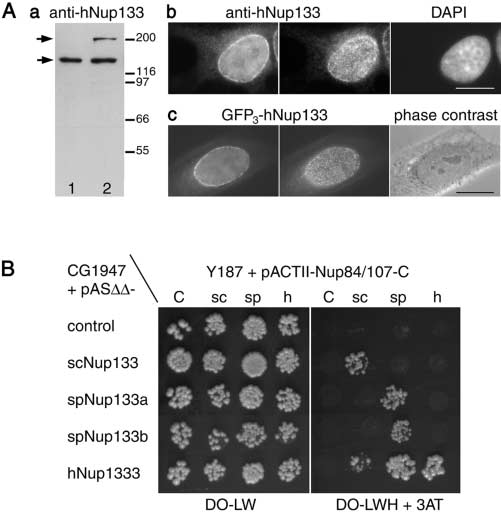 A
a
anti-hNup133
200
116
97
66
55
1
2
b
anti-hNup133
DAPI
c
GFP3-hNup133
phase contrast
B
CG1947
+ pASΔΔ-
Y187 + pACTII-Nup84/107-C
C sc sp h C sc sp h
control
scNup133
spNup133a
spNup133b
hNup1333
DO-LW
DO-LWH + 3AT